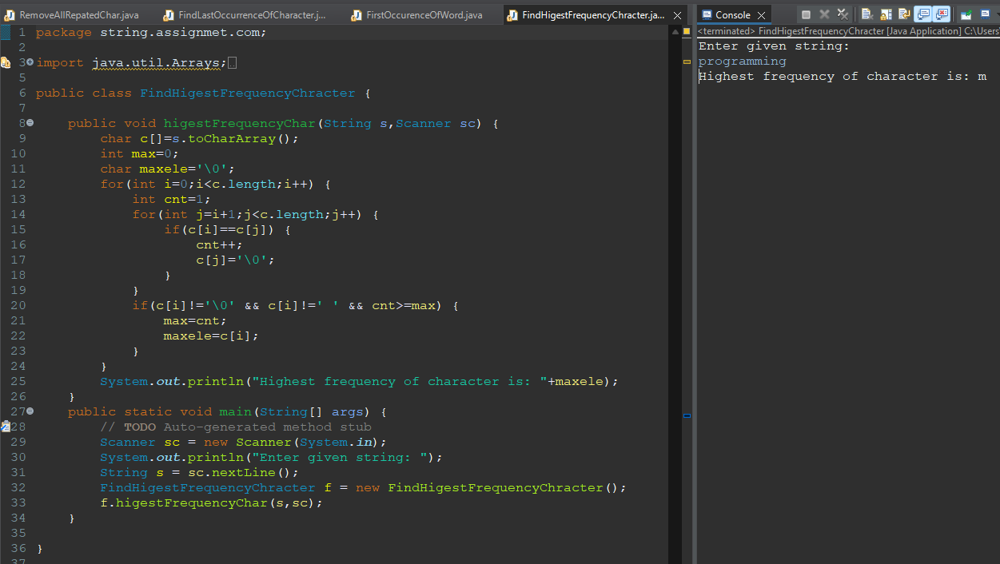 RemoveAllRepatedChar.java FindLastOccurrenceOfCharacter.j... FirstOccurenceOfWord.java FindHigestFrequencyChracter.ja... Console
<terminated> FindHigestFrequencyChracter [Java Application] C:\Users\
1 package string.assignmet.com;
2
3 import java.util.Arrays;
5
6 public class FindHigestFrequencyChracter {
7
8     public void higestFrequencyChar(String s,Scanner sc) {
9         char c[]=s.toCharArray();
10         int max=0;
11         char maxele='\0';
12         for(int i=0;i<c.length;i++) {
13             int cnt=1;
14             for(int j=i+1;j<c.length;j++) {
15                 if(c[i]==c[j]) {
16                     cnt++;
17                     c[j]='\0';
18                 }
19             }
20             if(c[i]!='\0' && c[i]!=' ' && cnt>=max) {
21                 max=cnt;
22                 maxele=c[i];
23             }
24         }
25         System.out.println("Highest frequency of character is: "+maxele);
26     }
27     public static void main(String[] args) {
28         // TODO Auto-generated method stub
29         Scanner sc = new Scanner(System.in);
30         System.out.println("Enter given string: ");
31         String s = sc.nextLine();
32         FindHigestFrequencyChracter f = new FindHigestFrequencyChracter();
33         f.higestFrequencyChar(s,sc);
34     }
35
36 }
37
Enter given string:
programming
Highest frequency of character is: m